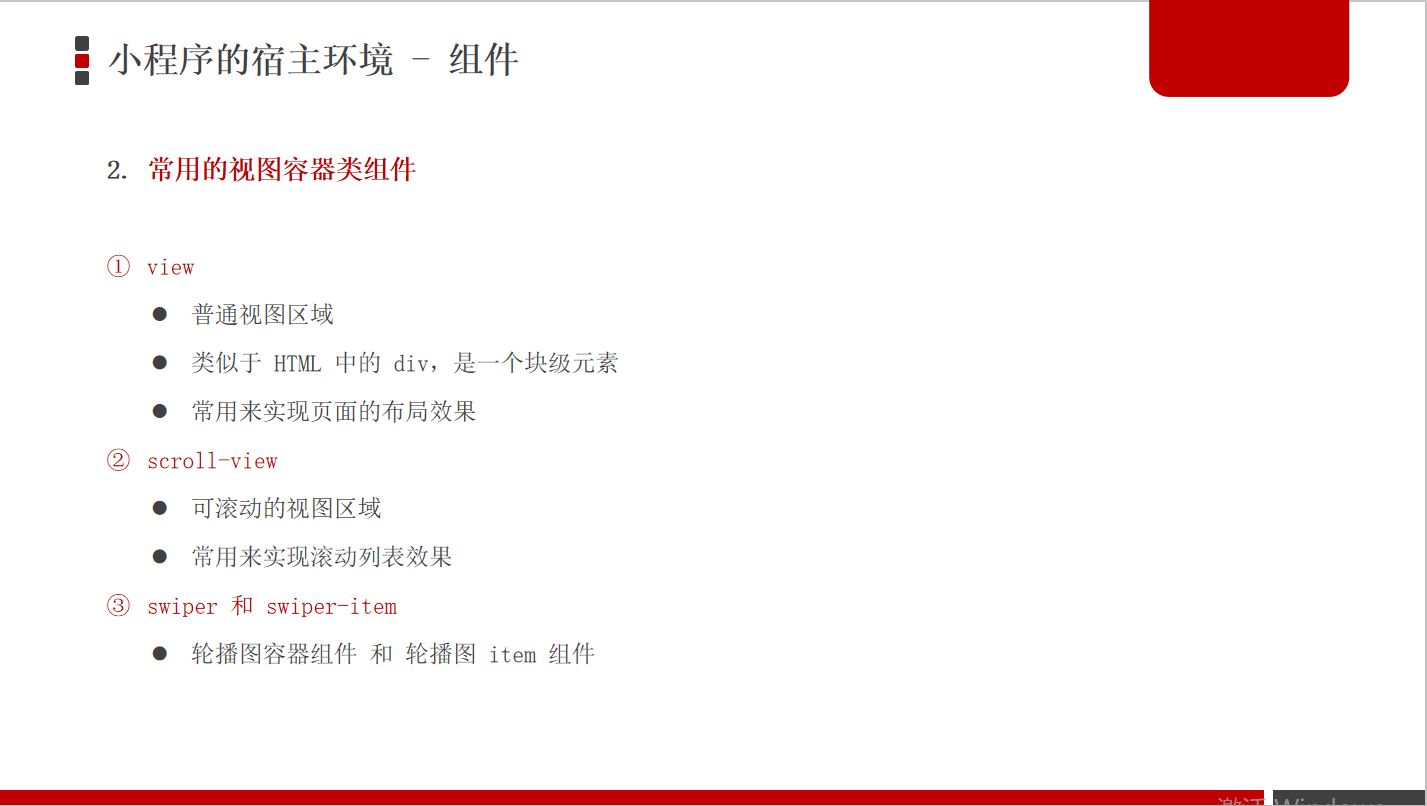 小程序的宿主环境 - 组件
2. 常用的视图容器类组件
① view
● 普通视图区域
● 类似于 HTML 中的 div，是一个块级元素
● 常用来实现页面的布局效果
② scroll-view
● 可滚动的视图区域
● 常用来实现滚动列表效果
③ swiper 和 swiper-item
● 轮播图容器组件 和 轮播图 item 组件
激活 Windows